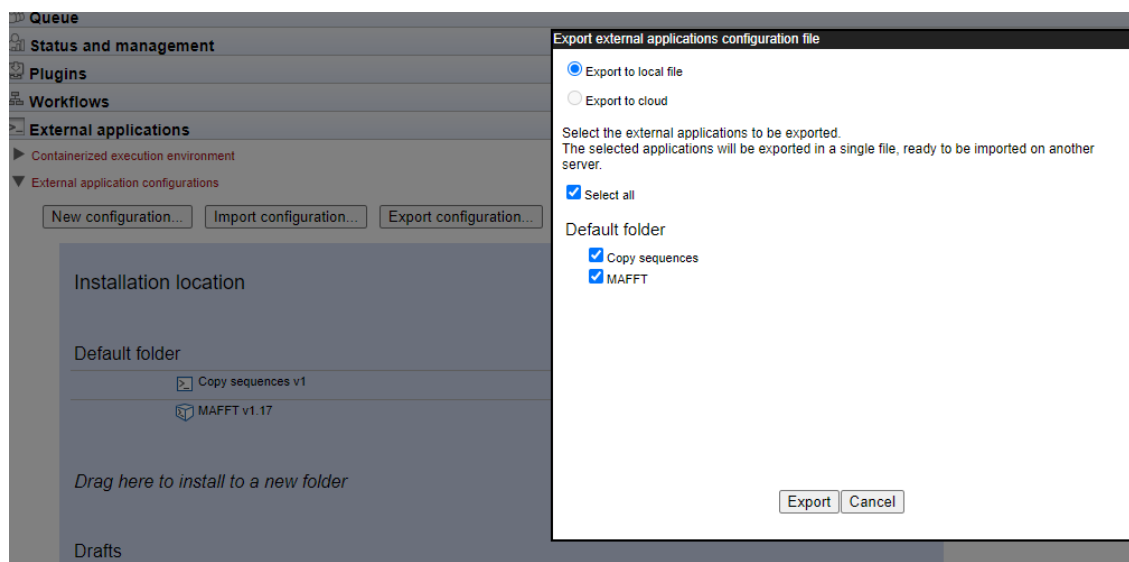 Queue
Status and management
Plugins
Workflows
External applications
Containerized execution environment
External application configurations
New configuration... Import configuration... Export configuration...
Installation location
Default folder
Copy sequences v1
MAFFT v1.17
Drag here to install to a new folder
Drafts
Export external applications configuration file
Export to local file
Export to cloud
Select the external applications to be exported.
The selected applications will be exported in a single file, ready to be imported on another
server.
Select all
Default folder
Copy sequences
MAFFT
Export Cancel